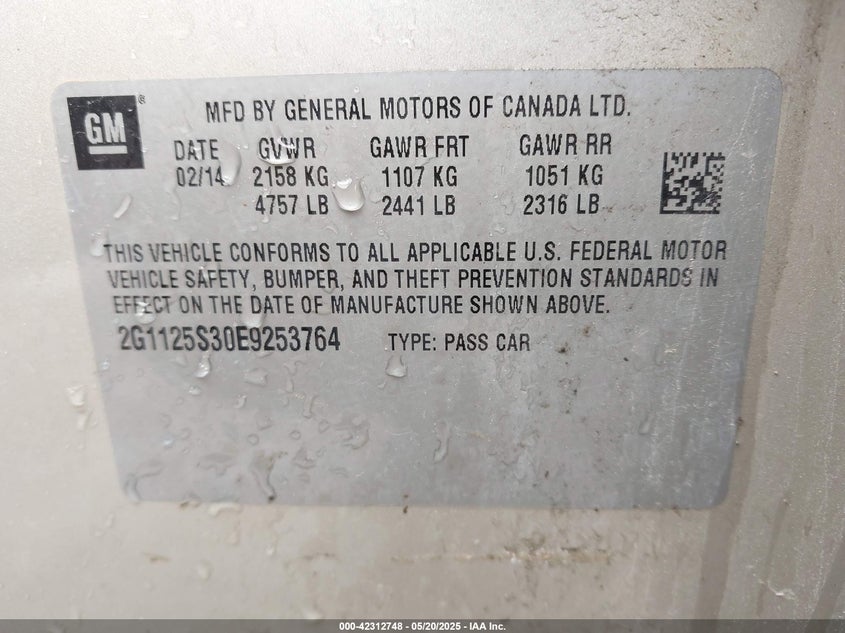 GM
MFD BY GENERAL MOTORS OF CANADA LTD.
DATE GVWR GAWR FRT GAWR RR
02/14 2158 KG 1107 KG 1051 KG
4757 LB 2441 LB 2316 LB
THIS VEHICLE CONFORMS TO ALL APPLICABLE U.S. FEDERAL MOTOR
VEHICLE SAFETY, BUMPER, AND THEFT PREVENTION STANDARDS IN
EFFECT ON THE DATE OF MANUFACTURE SHOWN ABOVE.
2G1125S30E9253764 TYPE: PASS CAR
000-42312748 - 05/20/2025 - IAA Inc.